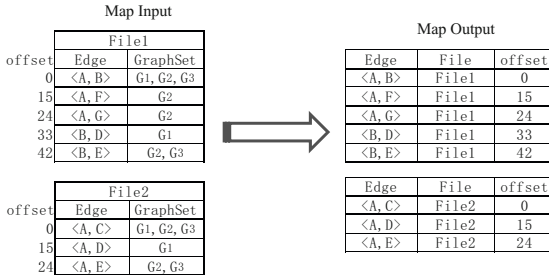 Map Input
File1
offset Edge GraphSet
0 <A, B> G1, G2, G3
15 <A, F> G2
24 <A, G> G2
33 <B, D> G1
42 <B, E> G2, G3
File2
offset Edge GraphSet
0 <A, C> G1, G2, G3
15 <A, D> G1
24 <A, E> G2, G3
Map Output
Edge File offset
<A, B> File1 0
<A, F> File1 15
<A, G> File1 24
<B, D> File1 33
<B, E> File1 42
Edge File offset
<A, C> File2 0
<A, D> File2 15
<A, E> File2 24